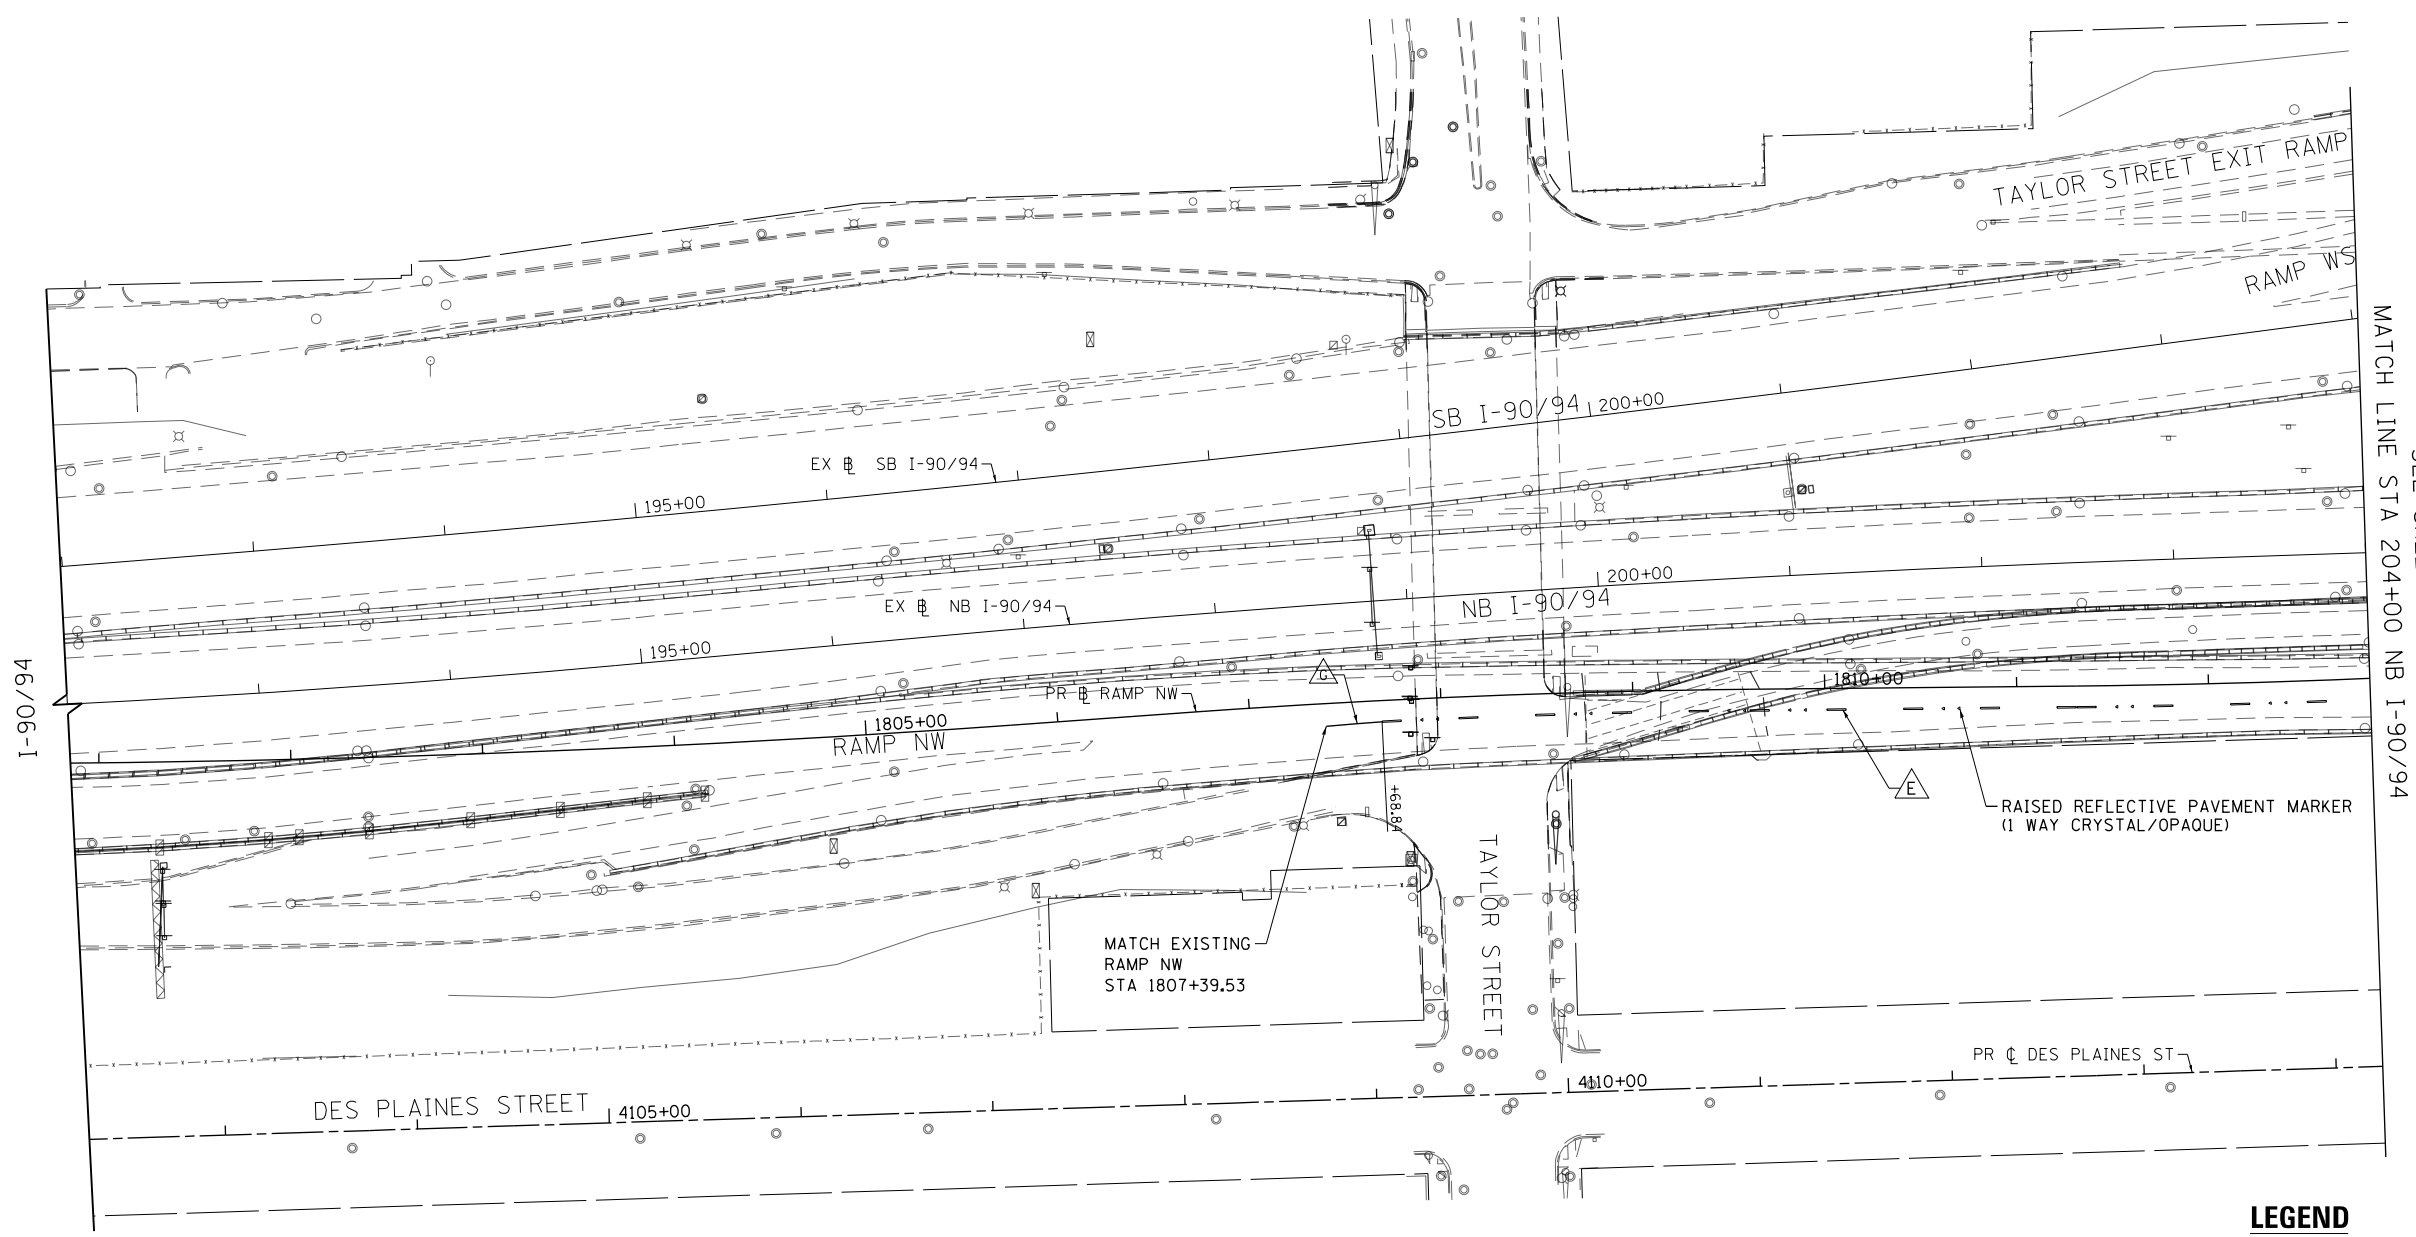 TAYLOR STREET EXIT RAMP
RAMP WS
MATCH LINE STA 204+00 NB I-90/94
SB I-90/94
200+00
EX BL SB I-90/94
195+00
200+00
NB I-90/94
EX BL NB I-90/94
195+00
I-90/94
G
PR BL RAMP NW
1810+00
1805+00
RAMP NW
E
+68.84
RAISED REFLECTIVE PAVEMENT MARKER
(1 WAY CRYSTAL/OPAQUE)
TAYLOR STREET
MATCH EXISTING
RAMP NW
STA 1807+39.53
PR CL DES PLAINES ST
4110+00
DES PLAINES STREET
4105+00
LEGEND